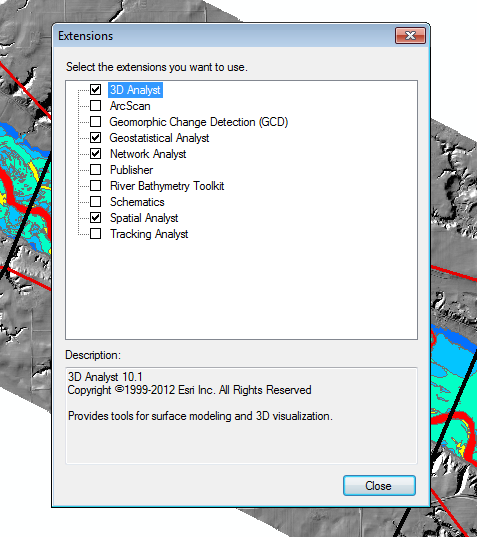 Extensions
Select the extensions you want to use.
3D Analyst
ArcScan
Geomorphic Change Detection (GCD)
Geostatistical Analyst
Network Analyst
Publisher
River Bathymetry Toolkit
Schematics
Spatial Analyst
Tracking Analyst
Description:
3D Analyst 10.1
Copyright ©1999-2012 Esri Inc. All Rights Reserved
Provides tools for surface modeling and 3D visualization.
Close